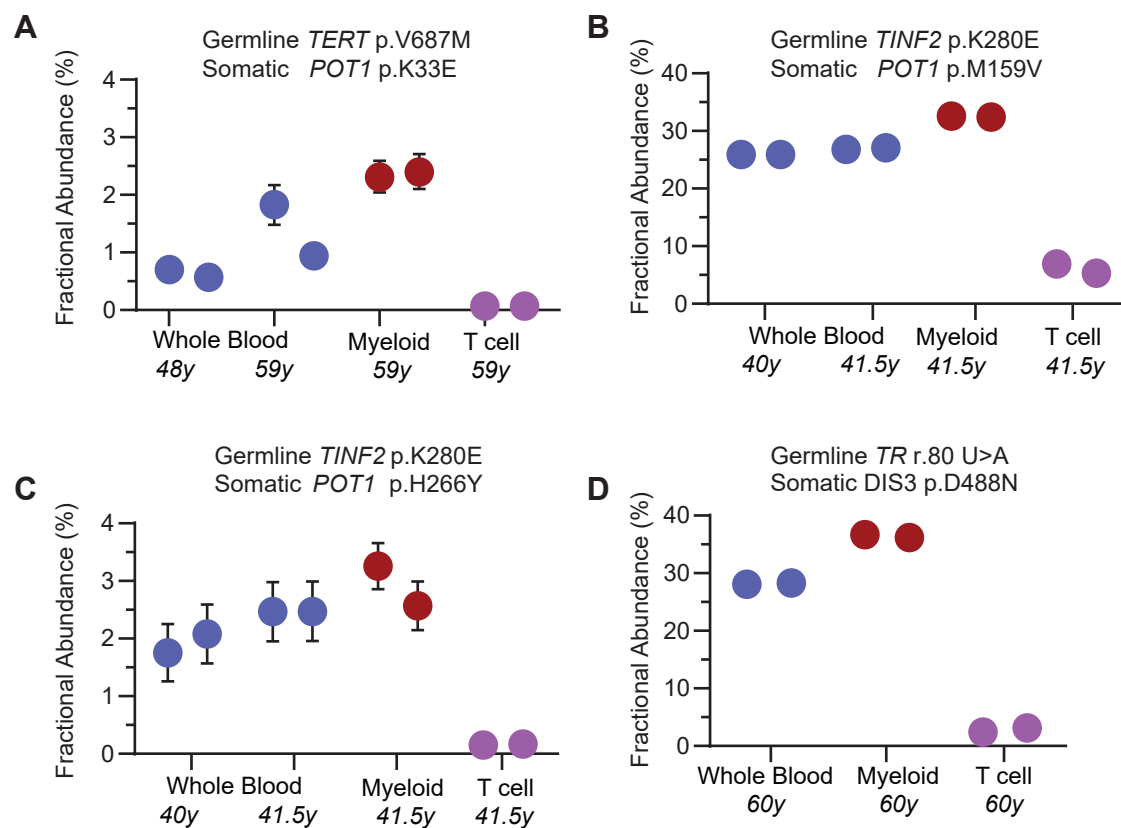 A
Germline TERT p.V687M
Somatic POT1 p.K33E
Fractional Abundance (%)
4
3
2
1
0
Whole Blood Myeloid T cell
48y 59y 59y 59y
B
Germline TINF2 p.K280E
Somatic POT1 p.M159V
Fractional Abundance (%)
40
30
20
10
0
Whole Blood Myeloid T cell
40y 41.5y 41.5y 41.5y
C
Germline TINF2 p.K280E
Somatic POT1 p.H266Y
Fractional Abundance (%)
4
3
2
1
0
Whole Blood Myeloid T cell
40y 41.5y 41.5y 41.5y
D
Germline TR r.80 U>A
Somatic DIS3 p.D488N
Fractional Abundance (%)
40
30
20
10
0
Whole Blood Myeloid T cell
60y 60y 60y